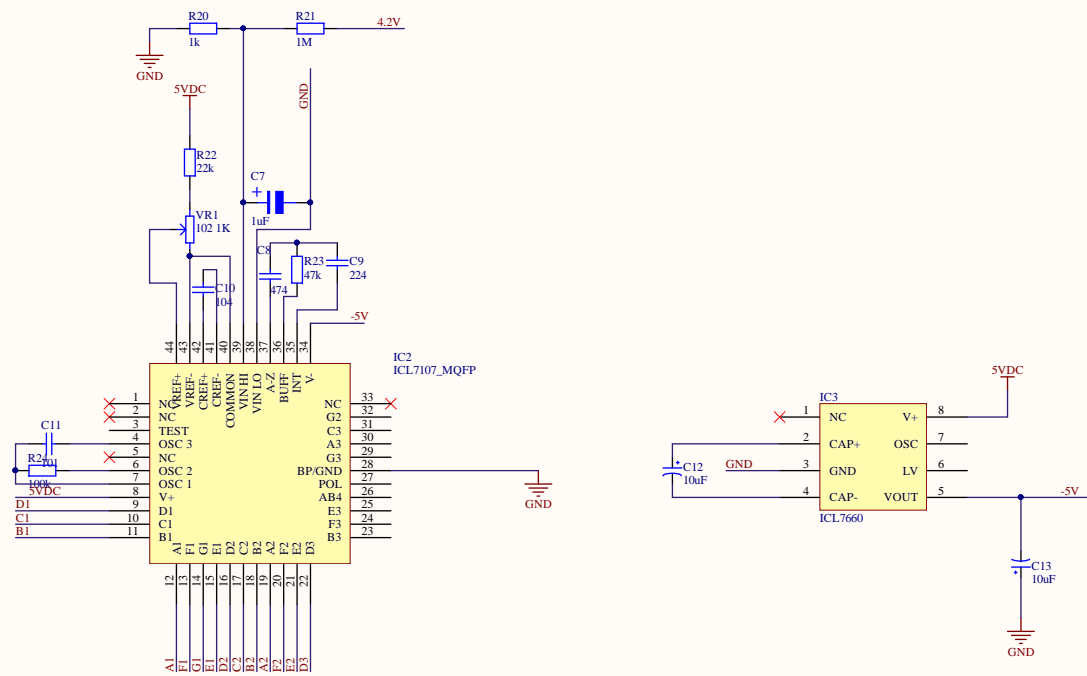 R20
1k
R21
1M
4.2V
GND
5VDC
GND
R22
22k
VR1
102 1K
C7
+
1uF
C8
474
R23
47k
C9
224
C10
104
-5V
44
43
42
41
40
39
38
37
36
35
34
VREF+
VREF-
CREF+
CREF-
COMMON
VIN HI
VIN LO
A-Z
BUFF
INT
V-
IC2
ICL7107_MQFP
1 NC
2 NC
3 TEST
4 OSC 3
5 NC
6 OSC 2
7 OSC 1
8 V+
9 D1
10 C1
11 B1
NC 33
G2 32
C3 31
A3 30
G3 29
BP/GND 28
POL 27
AB4 26
E3 25
F3 24
B3 23
C11
101
R24
100k
5VDC
D1
C1
B1
GND
A1
F1
G1
E1
D2
C2
B2
A2
F2
E2
D3
12
13
14
15
16
17
18
19
20
21
22
A1
F1
G1
E1
D2
C2
B2
A2
F2
E2
D3
IC3
ICL7660
1 NC
2 CAP+
3 GND
4 CAP-
V+ 8
OSC 7
LV 6
VOUT 5
5VDC
GND
C12
10uF
-5V
C13
10uF
GND